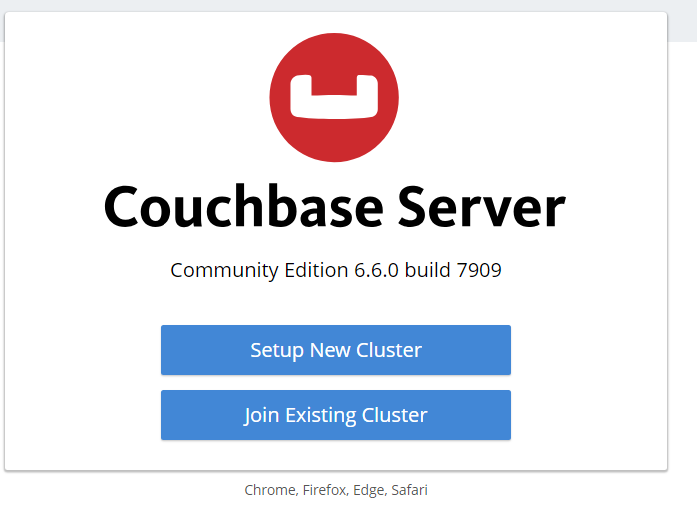 Couchbase Server
Community Edition 6.6.0 build 7909
Setup New Cluster
Join Existing Cluster
Chrome, Firefox, Edge, Safari